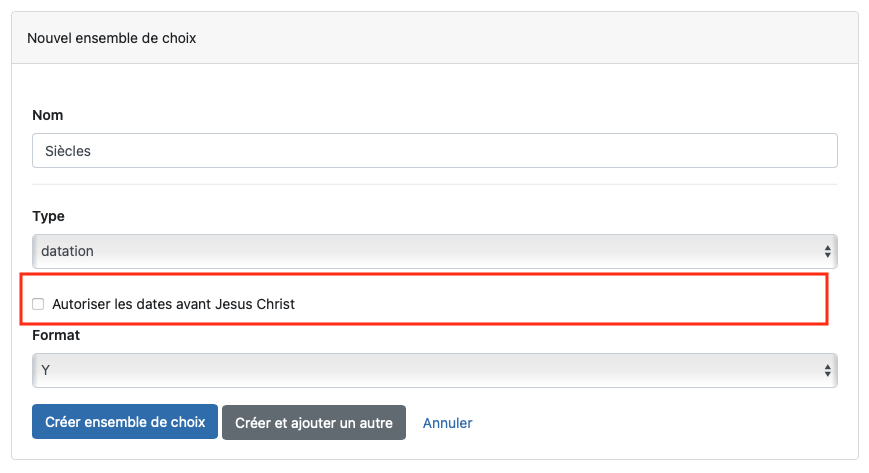 Nouvel ensemble de choix
Nom
Siècles
Type
datation
Autoriser les dates avant Jesus Christ
Format
Y
Créer ensemble de choix Créer et ajouter un autre Annuler